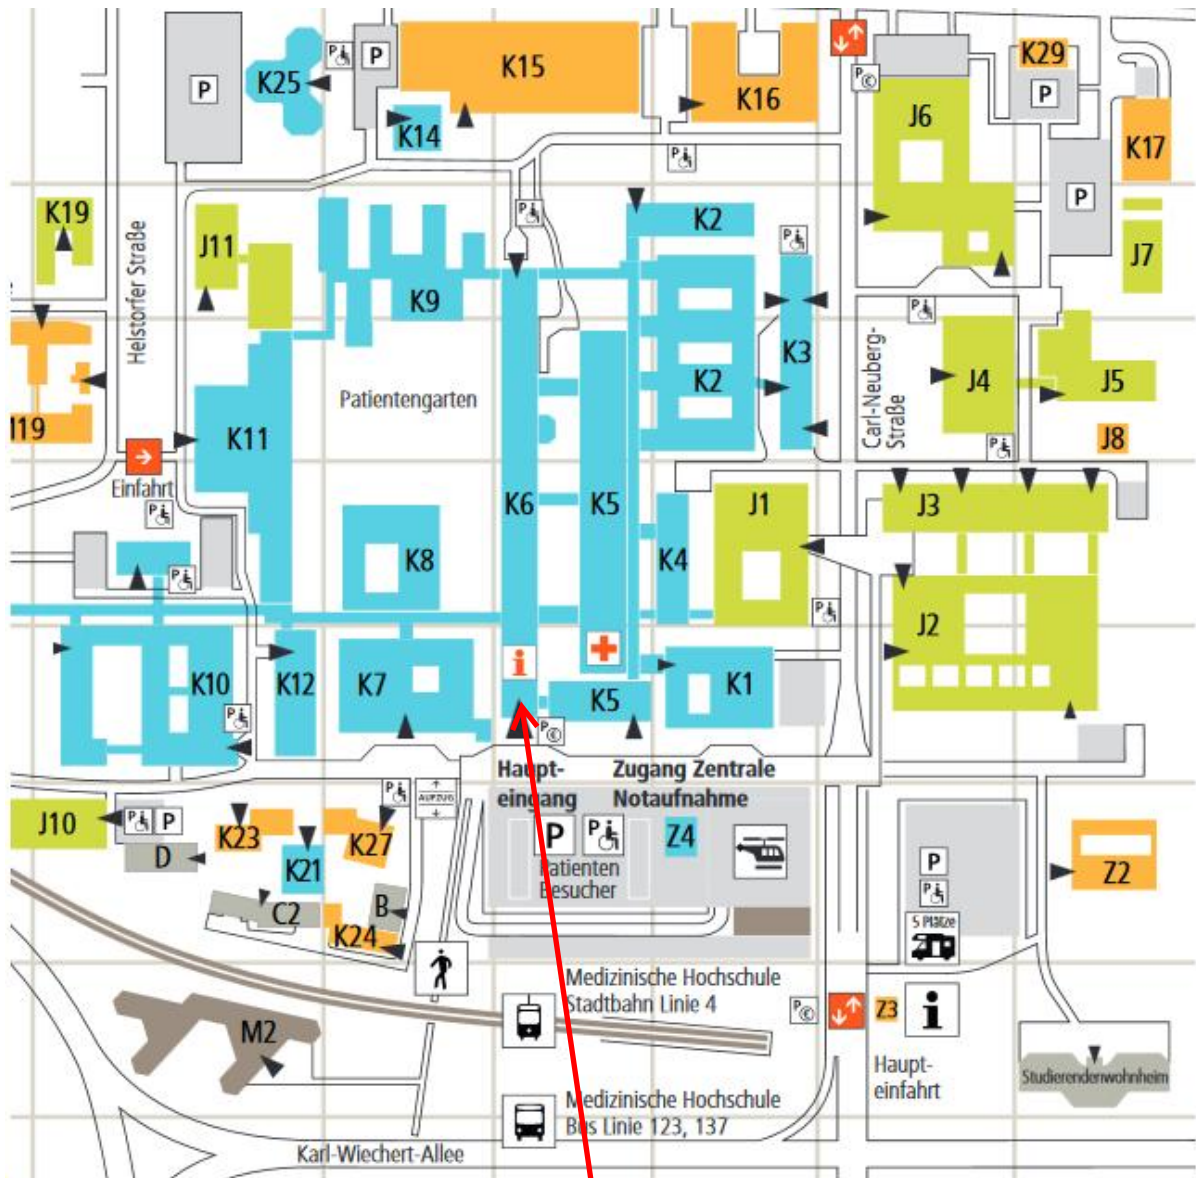 K25
P
P
P
K15
K16
K29
P
P
K14
J6
K17
P
P
K19
P
K2
P
J11
J7
Helstorfer Straße
K9
K3
P
Carl-Neuberg-
Straße
K2
J4
J5
Patientengarten
K11
J8
P
Einfahrt
K6
K5
J1
J3
P
K8
K4
P
P
J2
i
K10
K12
K7
K5
K1
P
P
Haupt-
eingang
Zugang Zentrale
Notaufnahme
P
AUFZUG
J10
P
P
K23
K27
P
P
Z4
D
K21
Patienten
Besucher
P
P
Z2
C2
B
K24
5 Plätze
Medizinische Hochschule
Stadtbahn Linie 4
M2
P
Z3
i
Haupt-
einfahrt
Studierendenwohnheim
Medizinische Hochschule
Bus Linie 123, 137
Karl-Wiechert-Allee